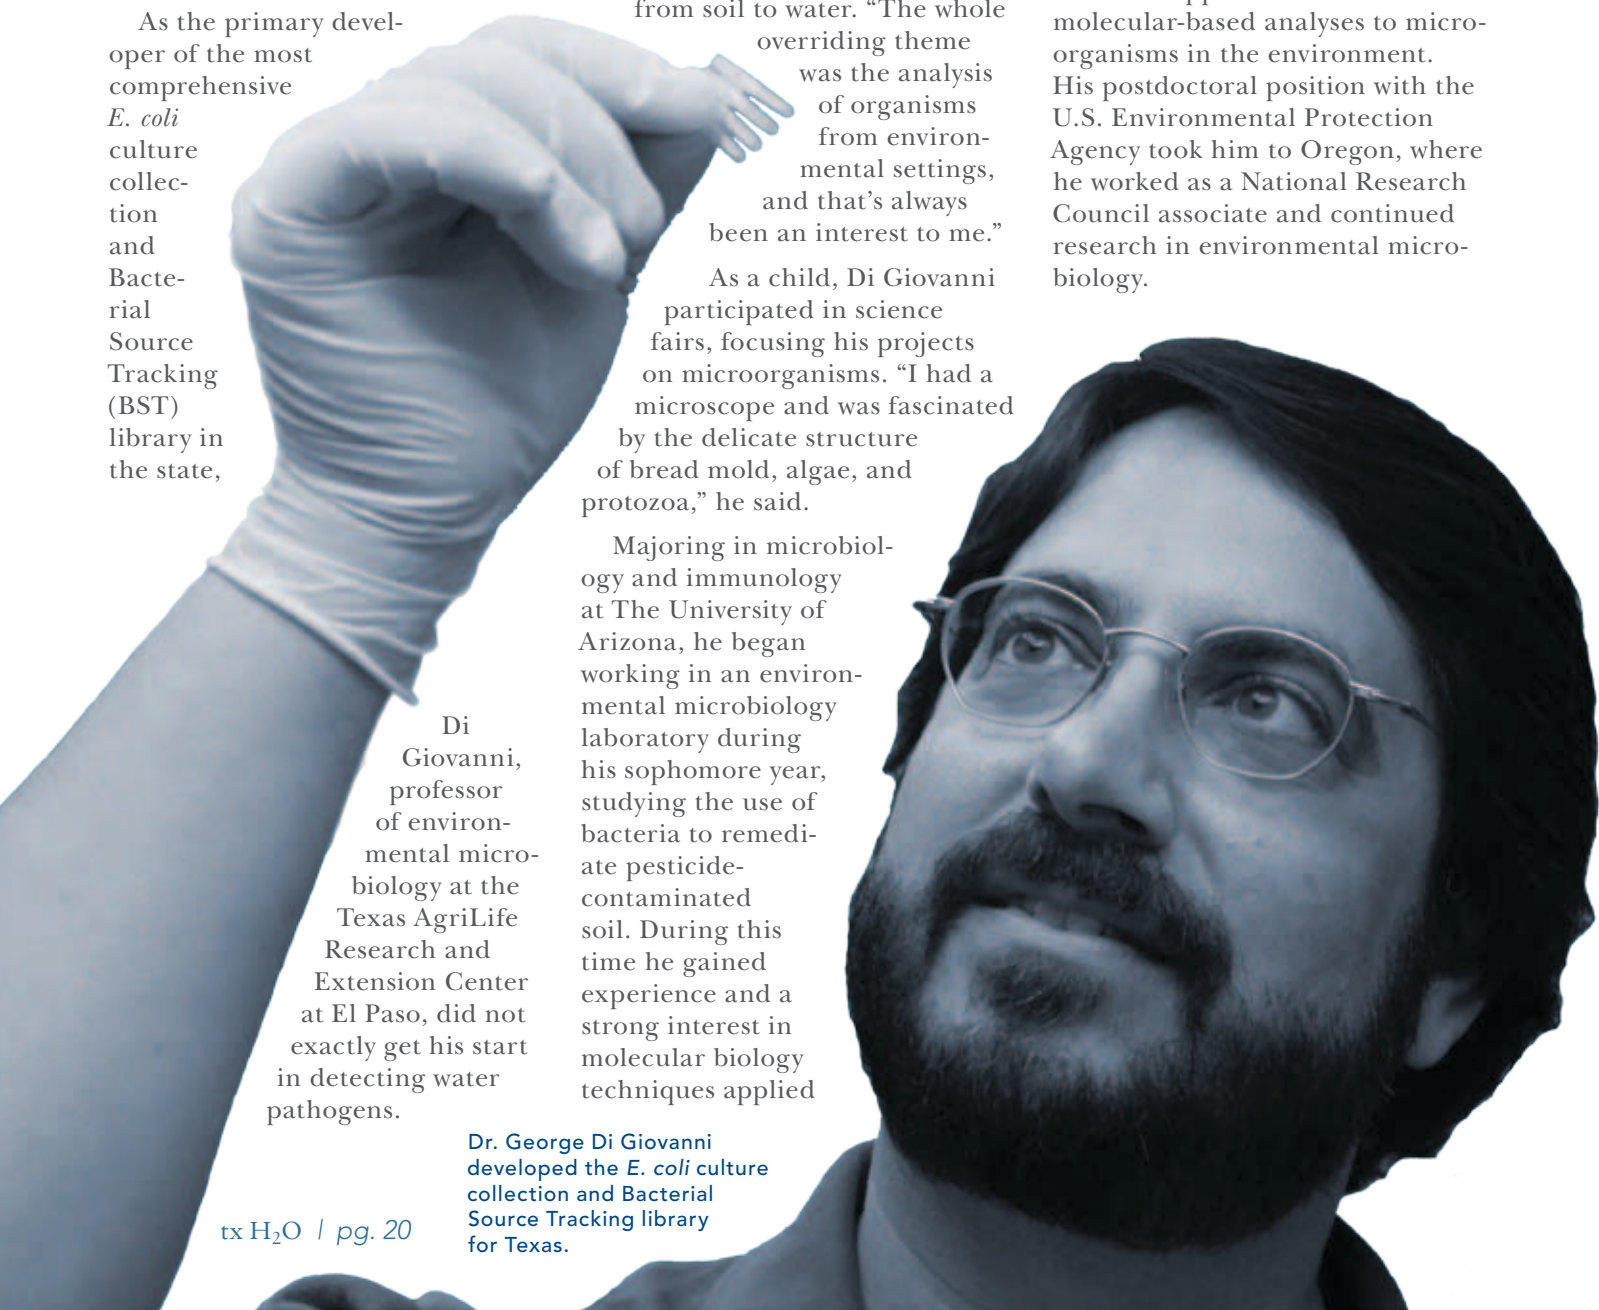 As the primary devel-
oper of the most
comprehensive
E. coli
culture
collec-
tion
and
Bacte-
rial
Source
Tracking
(BST)
library in
the state,
Di
Giovanni,
professor
of environ-
mental micro-
biology at the
Texas AgriLife
Research and
Extension Center
at El Paso, did not
exactly get his start
in detecting water
pathogens.
from soil to water. “The whole
overriding theme
was the analysis
of organisms
from environ-
mental settings,
and that’s always
been an interest to me.”
As a child, Di Giovanni
participated in science
fairs, focusing his projects
on microorganisms. “I had a
microscope and was fascinated
by the delicate structure
of bread mold, algae, and
protozoa,” he said.
Majoring in microbiol-
ogy and immunology
at The University of
Arizona, he began
working in an environ-
mental microbiology
laboratory during
his sophomore year,
studying the use of
bacteria to remedi-
ate pesticide-
contaminated
soil. During this
time he gained
experience and a
strong interest in
molecular biology
techniques applied
molecular-based analyses to micro-
organisms in the environment.
His postdoctoral position with the
U.S. Environmental Protection
Agency took him to Oregon, where
he worked as a National Research
Council associate and continued
research in environmental micro-
biology.
Dr. George Di Giovanni
developed the E. coli culture
collection and Bacterial
Source Tracking library
for Texas.
tx H₂O | pg. 20